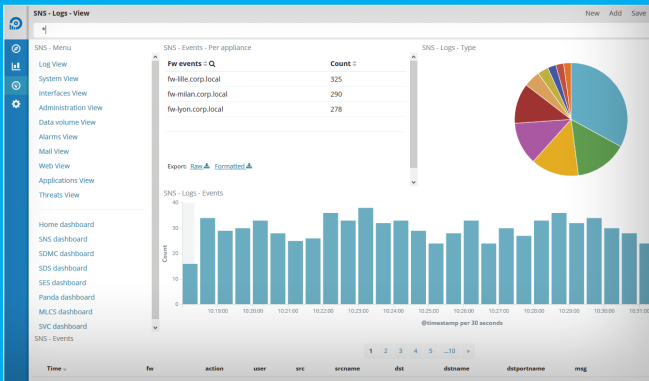 SNS - Logs - View
New Add Save
*
SNS - Menu
Log View
System View
Interfaces View
Administration View
Data volume View
Alarms View
Mail View
Web View
Applications View
Threats View
Home dashboard
SNS dashboard
SDMC dashboard
SDS dashboard
SES dashboard
Panda dashboard
MLCS dashboard
SVC dashboard
SNS - Events - Per appliance
Fw events Count
fw-lille.corp.local 325
fw-milan.corp.local 290
fw-lyon.corp.local 278
Export: Raw Formatted
SNS - Logs - Type
SNS - Logs - Events
Count
40
30
20
10
0
10:19:00 10:20:00 10:21:00 10:22:00 10:23:00 10:24:00 10:25:00 10:26:00 10:27:00 10:28:00 10:29:00 10:30:00 10:31:00
@timestamp per 30 seconds
SNS - Events
1 2 3 4 5 ...10 »
Time fw action user src srcname dst dstname dstportname msg